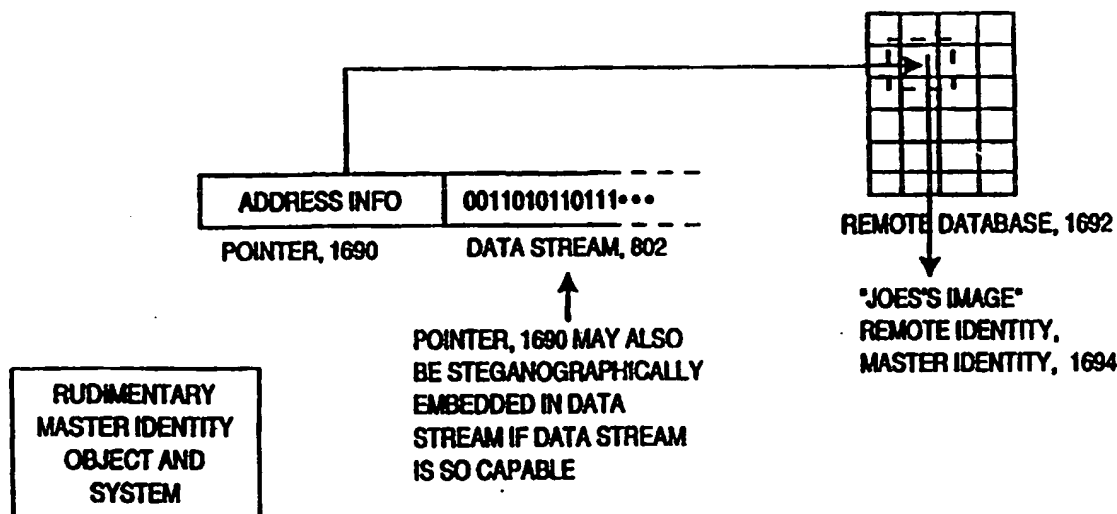 ADDRESS INFO
0011010110111•••
POINTER, 1690
DATA STREAM, 802
REMOTE DATABASE, 1692
"JOES'S IMAGE"
REMOTE IDENTITY,
MASTER IDENTITY, 1694
POINTER, 1690 MAY ALSO
BE STEGANOGRAPHICALLY
EMBEDDED IN DATA
STREAM IF DATA STREAM
IS SO CAPABLE
RUDIMENTARY
MASTER IDENTITY
OBJECT AND
SYSTEM